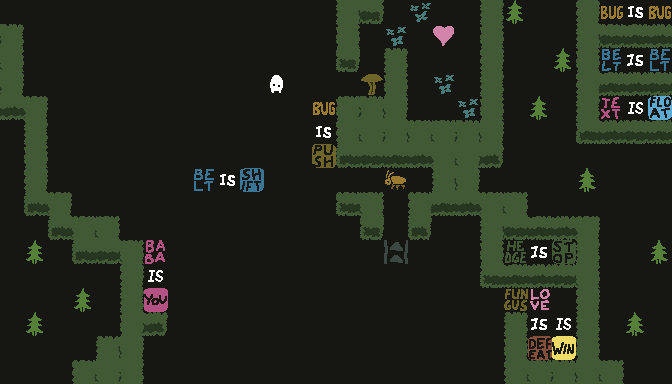 BUG IS BUG
BELT IS BELT
TEXT IS FLOAT
BUG
IS
PUSH
BELT IS SHIFT
BABA
IS
YOU
HEDGE IS STOP
FUNGUS LOVE
IS IS
DEFEAT WIN